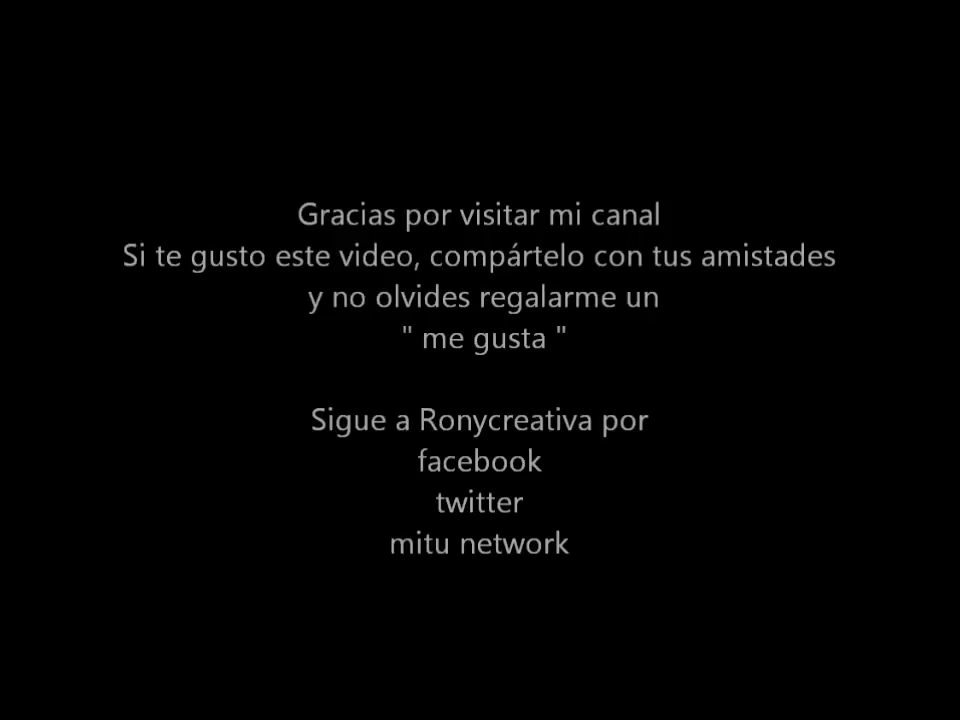 Gracias por visitar mi canal
Si te gusto este video, compártelo con tus amistades
y no olvides regalarme un
" me gusta "
Sigue a Ronycreativa por
facebook
twitter
mitu network